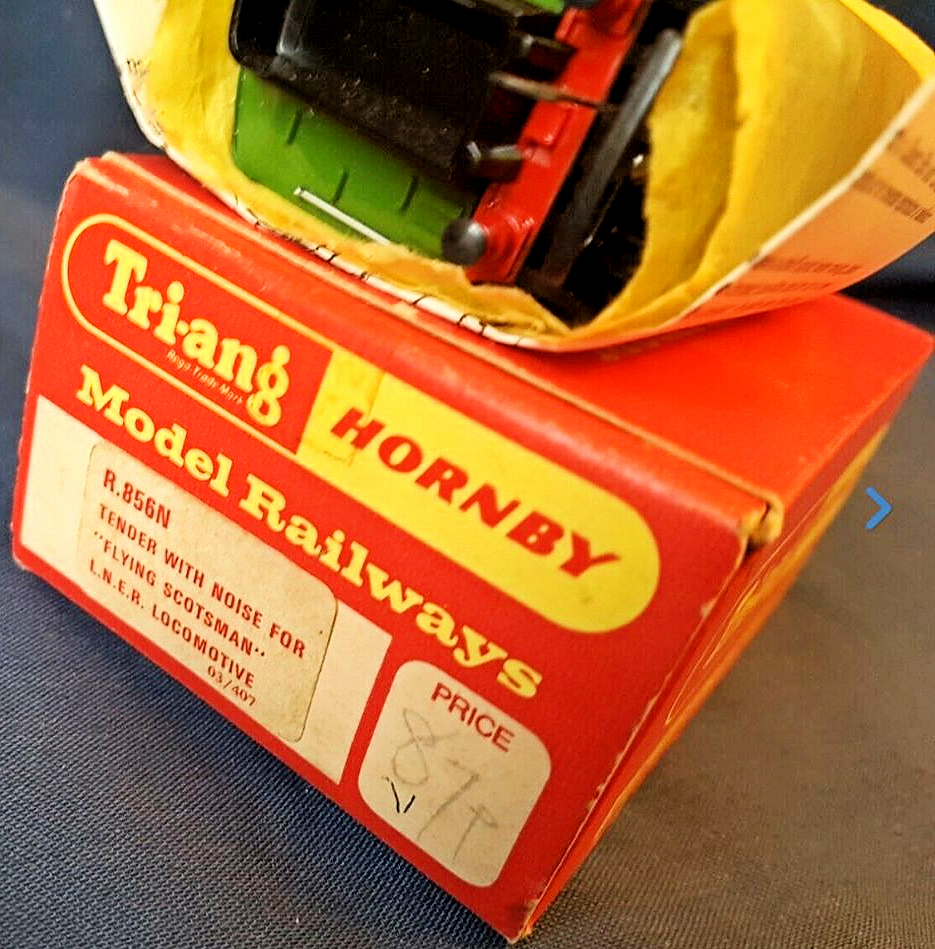 Tri-ang
Regd. Trade Mark
HORNBY
Model Railways
R.856N
TENDER WITH NOISE FOR
"FLYING SCOTSMAN"
L.N.E.R. LOCOMOTIVE
03/407
PRICE
87P